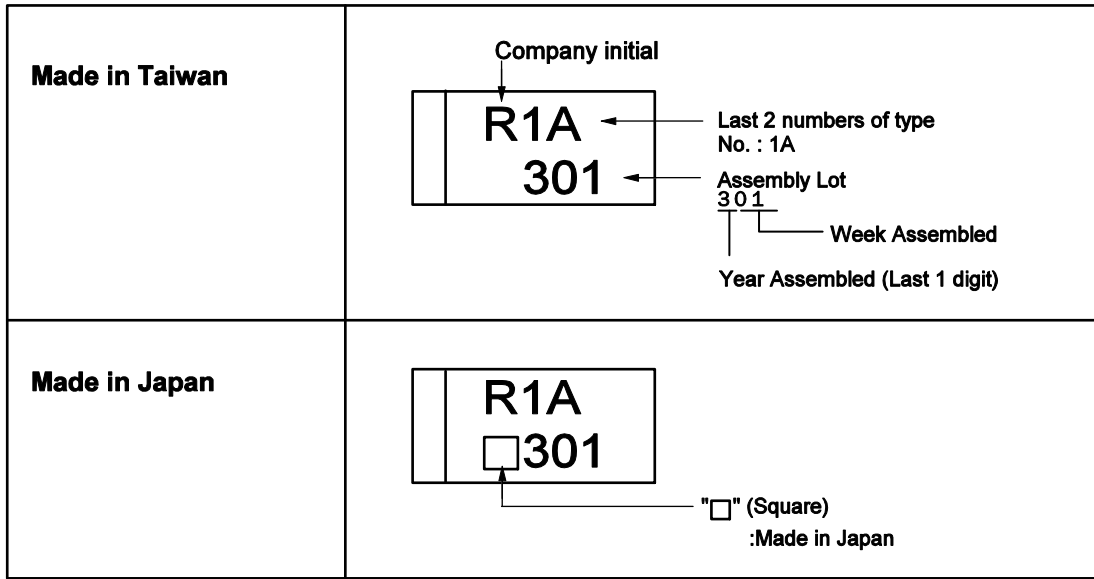 Made in Taiwan
Company initial
R1A
301
Last 2 numbers of type
No. : 1A
Assembly Lot
301
Week Assembled
Year Assembled (Last 1 digit)
Made in Japan
R1A
□301
"□" (Square)
:Made in Japan